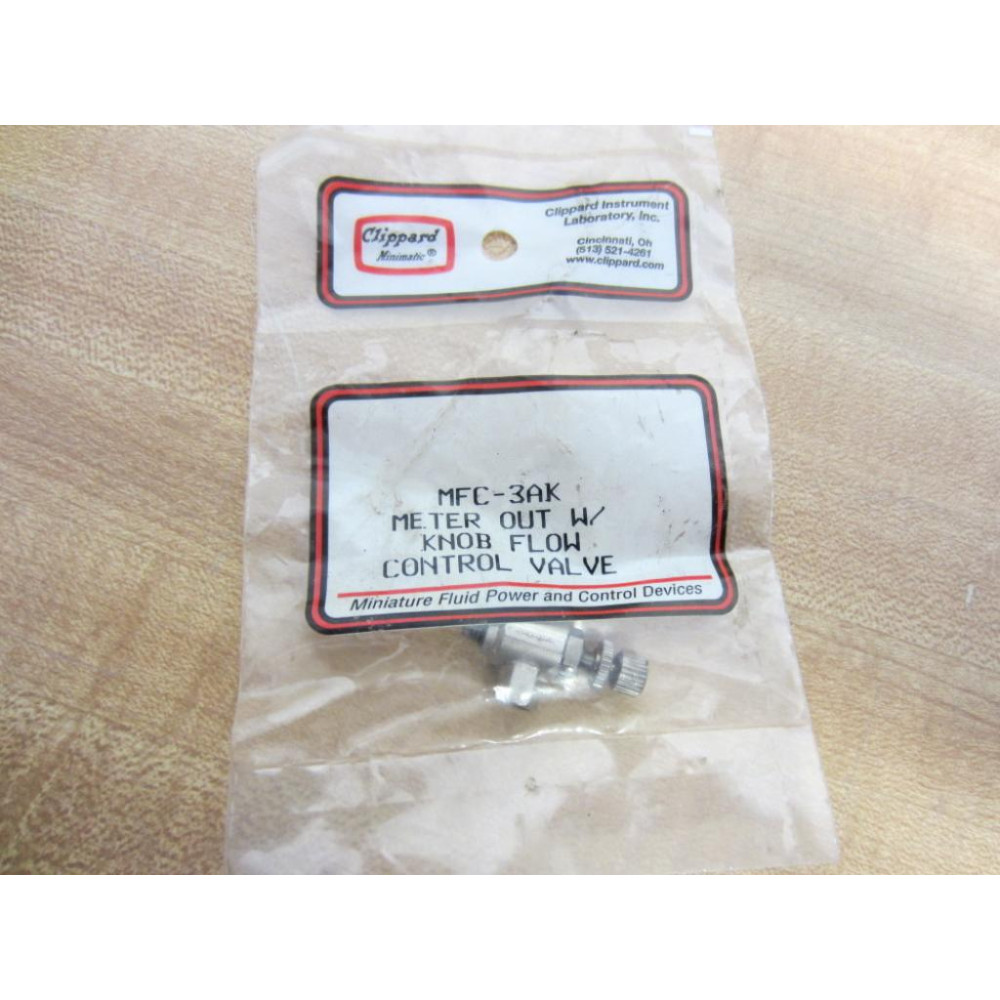 Clippard
Minimatic®
Clippard Instrument
Laboratory, Inc.
Cincinnati, Oh
(513) 521-4261
www.clippard.com
MFC-3AK
METER OUT W/
KNOB FLOW
CONTROL VALVE
Miniature Fluid Power and Control Devices